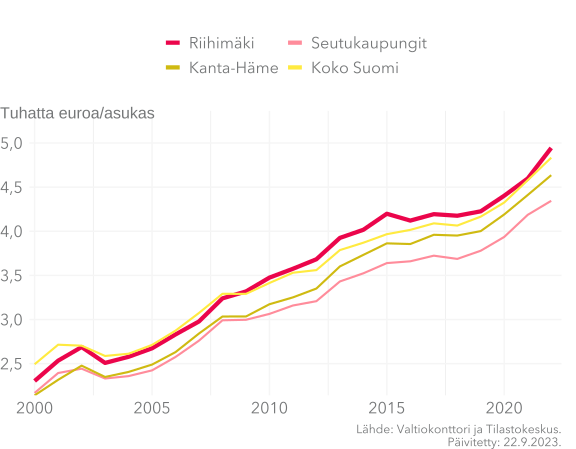 Riihimäki Seutukaupungit
Kanta-Häme Koko Suomi
Tuhatta euroa/asukas
5,0
4,5
4,0
3,5
3,0
2,5
2000 2005 2010 2015 2020
Lähde: Valtiokonttori ja Tilastokeskus.
Päivitetty: 22.9.2023.